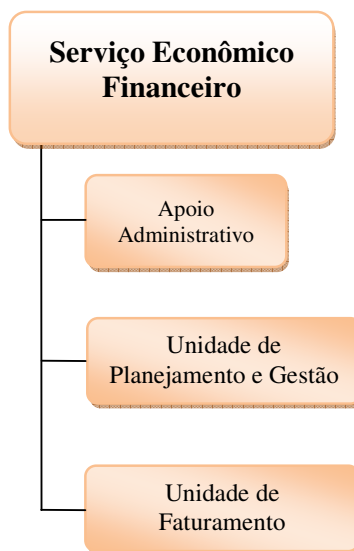 Serviço Econômico
Financeiro
Apoio
Administrativo
Unidade de
Planejamento e Gestão
Unidade de
Faturamento